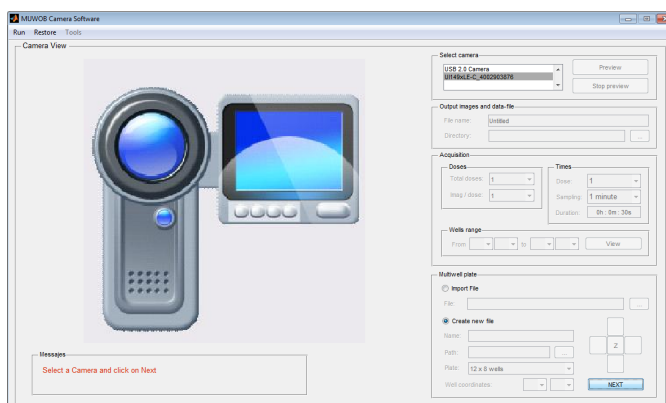 MUWOB Camera Software
Run Restore Tools
Camera View
Select camera
USB 2.0 Camera
UI149xLE-C_4002903876
Preview
Stop preview
Output images and data-file
File name: Untitled
Directory: ...
Acquisition
Doses
Total doses: 1
Imag / dose: 1
Times
Dose: 1
Sampling: 1 minute
Duration: 0h : 0m : 30s
Wells range
From to View
Multiwell plate
Import File
File: ...
Create new file
Name:
Path: ...
Plate: 12 x 8 wells
Well coordinates:
Z
NEXT
Messajes
Select a Camera and click on Next